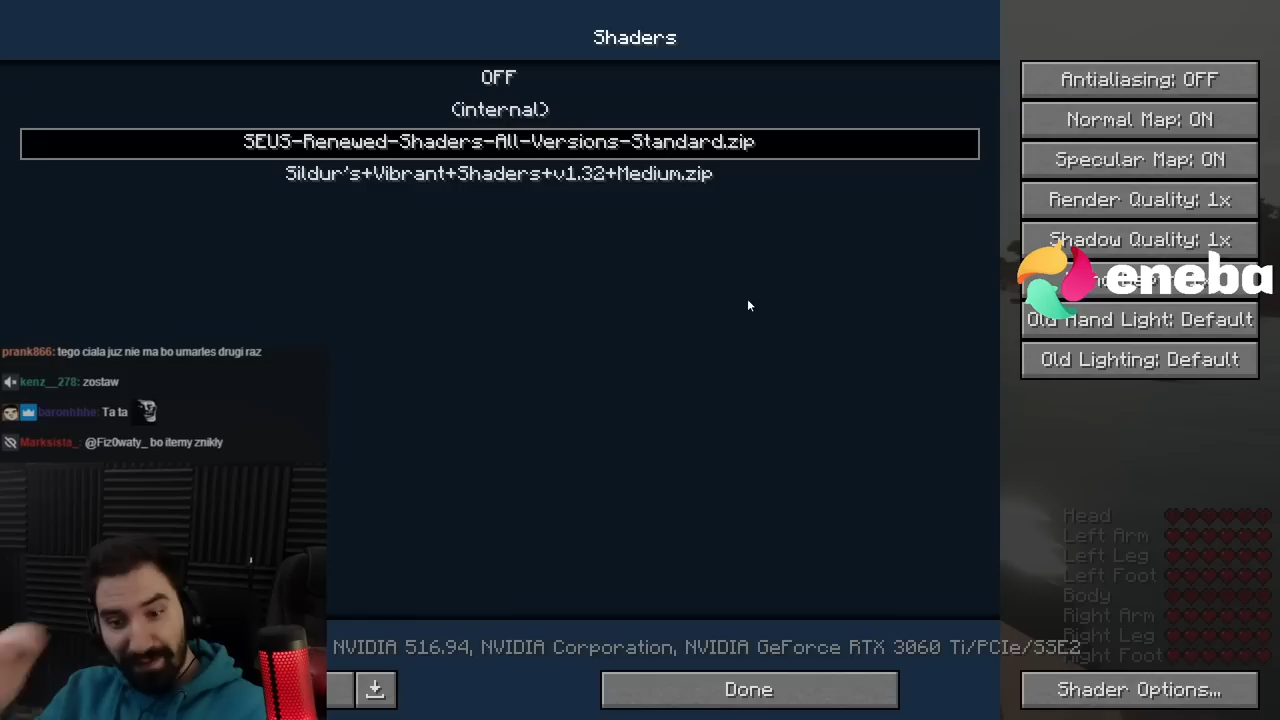 Shaders
OFF
(internal)
SEUS-Renewed-Shaders-All-Versions-Standard.zip
Sildur's+Vibrant+Shaders+v1.32+Medium.zip
Antialiasing: OFF
Normal Map: ON
Specular Map: ON
Render Quality: 1x
Shadow Quality: 1x
eneba
Old Hand Light: Default
Old Lighting: Default
prank866: tego ciala juz nie ma bo umarles drugi raz
kenz__278: zostaw
baronhhhe: Ta ta
Marksista_: @Fiz0waty_ bo itemy znikly
Head
Left Arm
Left Leg
Left Foot
Body
Right Arm
Right Leg
Right Foot
NVIDIA 516.94, NVIDIA Corporation, NVIDIA GeForce RTX 3060 Ti/PCIe/SSE2
Done
Shader Options...